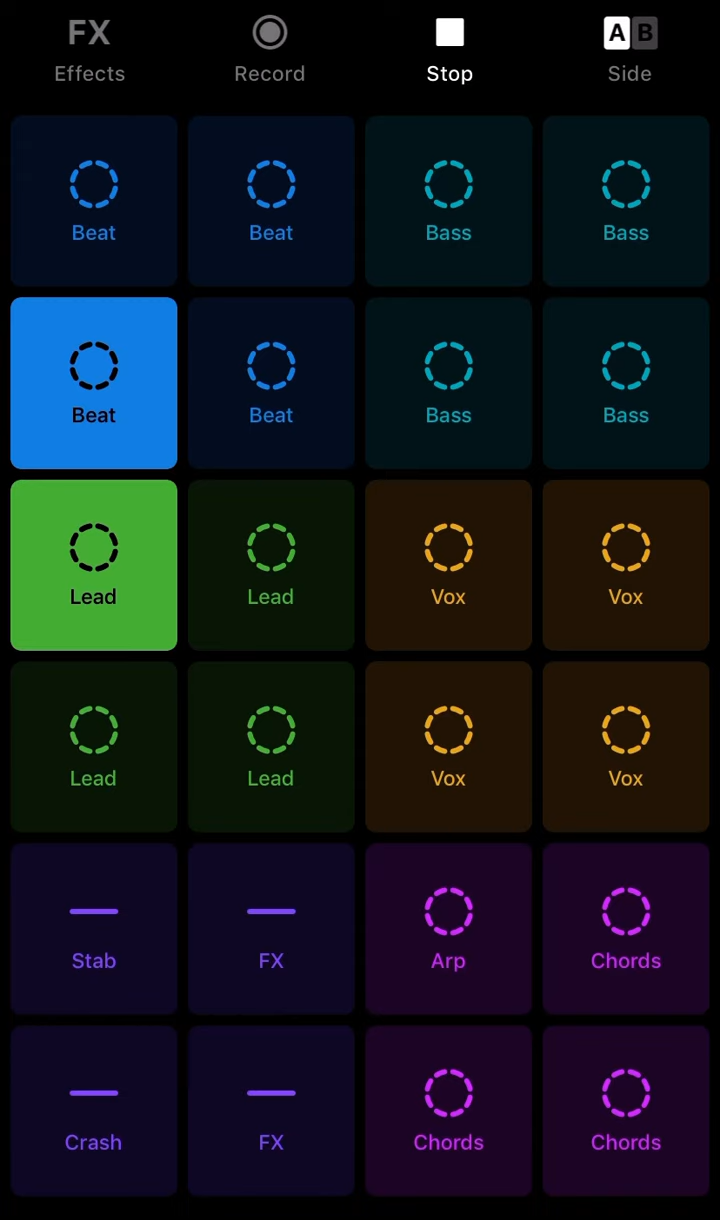 FX A B
Effects Record Stop Side
Beat Beat Bass Bass
Beat Beat Bass Bass
Lead Lead Vox Vox
Lead Lead Vox Vox
Stab FX Arp Chords
Crash FX Chords Chords